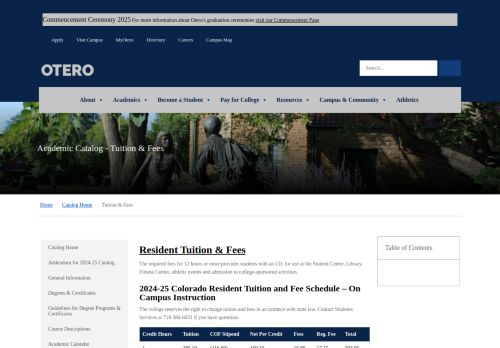 Commencement Ceremony 2025 For more information about Otero's graduation ceremonies visit our Commencement Page
Apply Visit Campus MyOtero Directory Careers Campus Map
OTERO
Search...
About Academics Become a Student Pay for College Resources Campus & Community Athletics
Academic Catalog - Tuition & Fees
Home Catalog Home Tuition & Fees
Catalog Home
Addendum for 2024-25 Catalog
General Information
Degrees & Certificates
Guidelines for Degree Programs &
Certificates
Course Descriptions
Academic Calendar
Resident Tuition & Fees
The required fees for 12 hours or more provides students with an I.D. for use at the Student Center, Library,
Fitness Center, athletic events and admission to college-sponsored activities.
2024-25 Colorado Resident Tuition and Fee Schedule – On
Campus Instruction
The college reserves the right to change tuition and fees in accordance with state law. Contact Students
Services at 719-384-6831 if you have questions.
Credit Hours Tuition COF Stipend Net Per Credit Fees Reg. Fee Total
Table of Contents